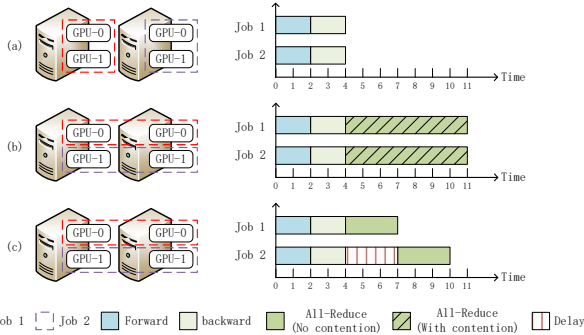 (a)
GPU-0
GPU-1
GPU-0
GPU-1
Job 1
Job 2
Time
0 1 2 3 4 5 6 7 8 9 10 11
(b)
GPU-0
GPU-1
GPU-0
GPU-1
Job 1
Job 2
Time
0 1 2 3 4 5 6 7 8 9 10 11
(c)
GPU-0
GPU-1
GPU-0
GPU-1
Job 1
Job 2
Time
0 1 2 3 4 5 6 7 8 9 10 11
ob 1 Job 2 Forward backward All-Reduce
(No contention) All-Reduce
(With contention) Delay